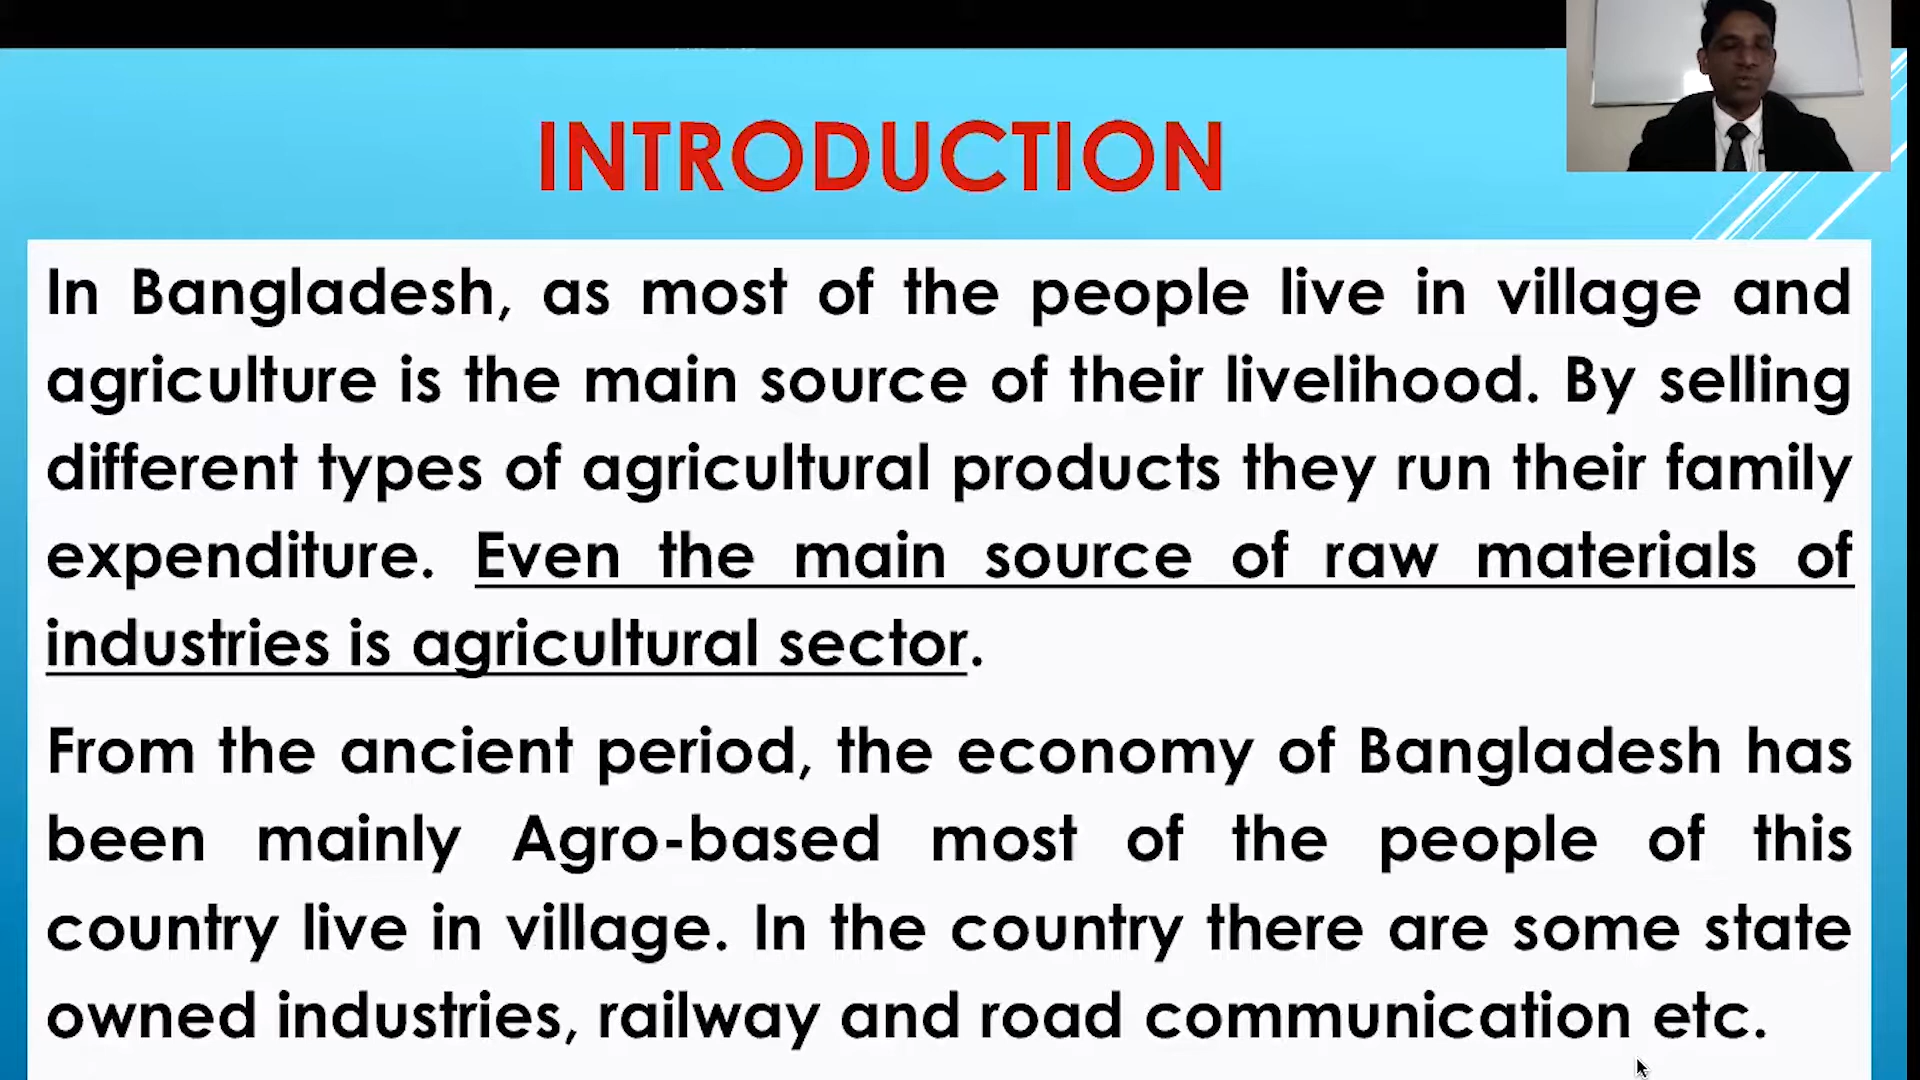 INTRODUCTION
In Bangladesh, as most of the people live in village and
agriculture is the main source of their livelihood. By selling
different types of agricultural products they run their family
expenditure. Even the main source of raw materials of
industries is agricultural sector.
From the ancient period, the economy of Bangladesh has
been mainly Agro-based most of the people of this
country live in village. In the country there are some state
owned industries, railway and road communication etc.